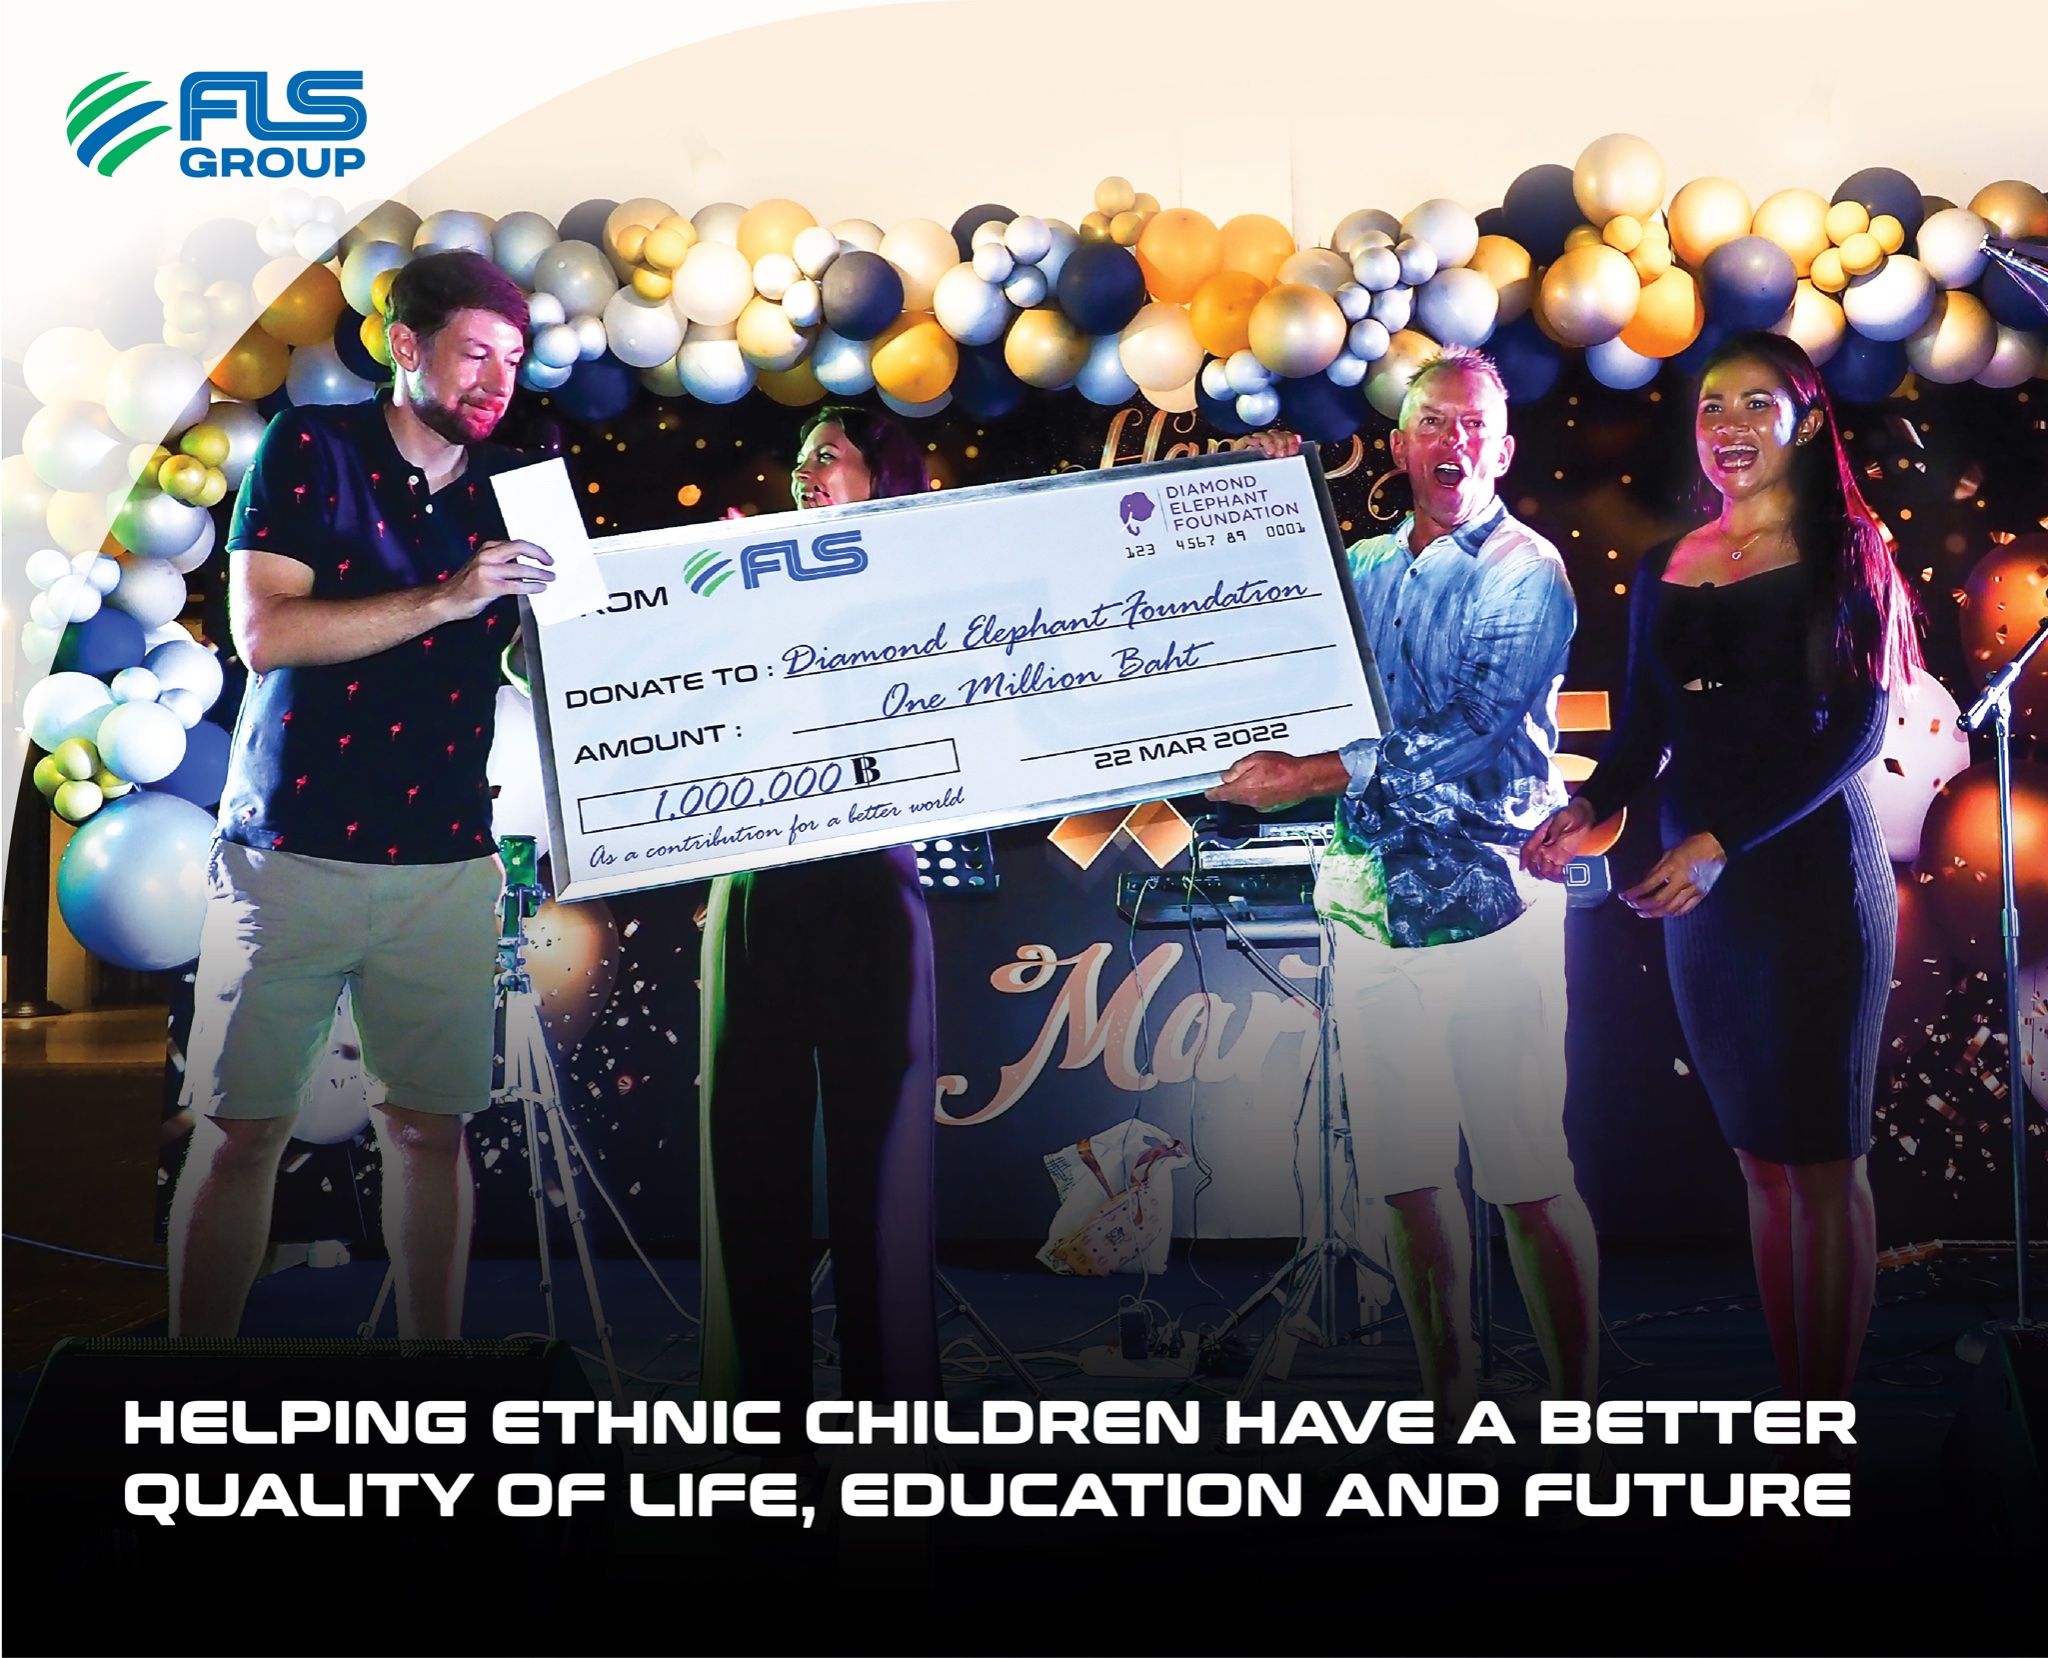 FLS
GROUP
Happ
DIAMOND
ELEPHANT
FOUNDATION
123 4567 89 0001
FLS
DONATE TO : Diamond Elephant Foundation
AMOUNT : One Million Baht
1,000,000 B
22 MAR 2022
As a contribution for a better world
HELPING ETHNIC CHILDREN HAVE A BETTER
QUALITY OF LIFE, EDUCATION AND FUTURE